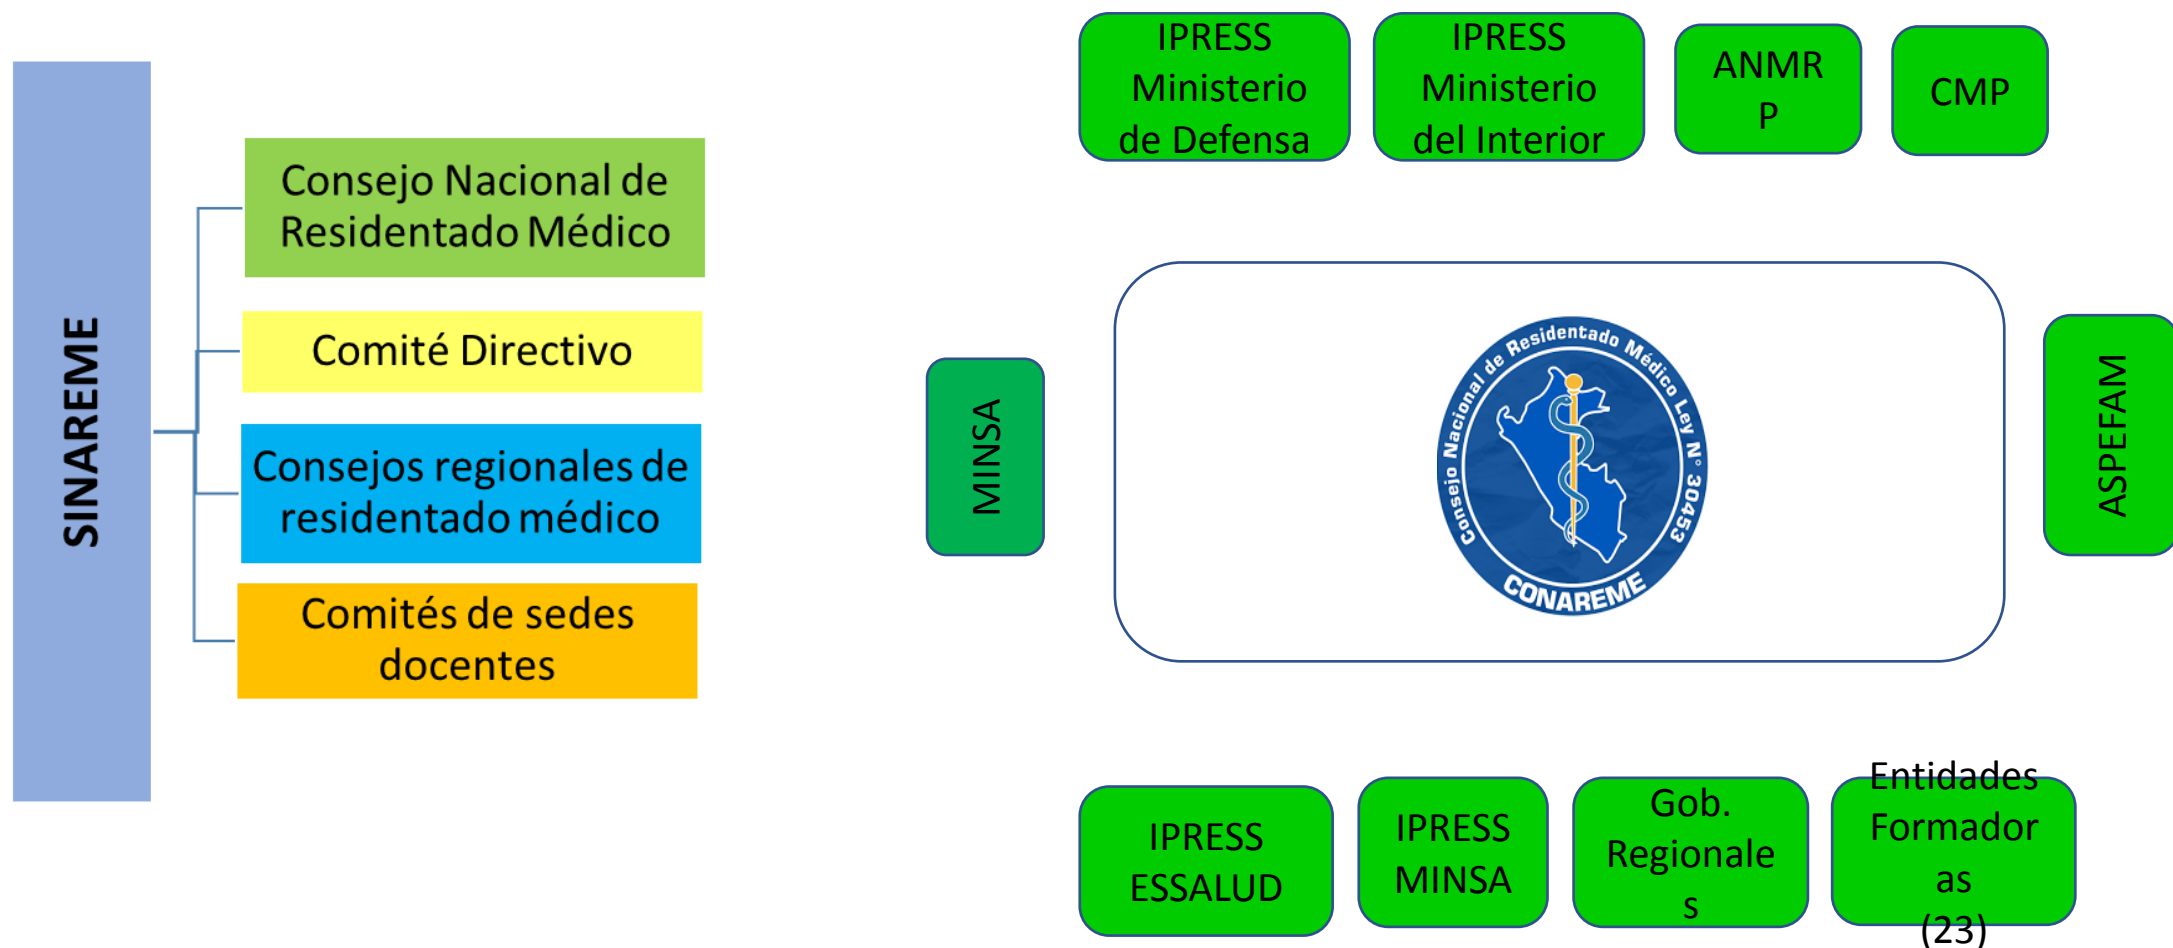 SINAREME
Consejo Nacional de
Residentado Médico
Comité Directivo
Consejos regionales de
residentado médico
Comités de sedes
docentes
IPRESS
Ministerio
de Defensa
IPRESS
Ministerio
del Interior
ANMR
P
CMP
MINSA
Consejo Nacional de Residentado Médico Ley N° 30453
CONAREME
ASPEFAM
IPRESS
ESSALUD
IPRESS
MINSA
Gob.
Regionale
s
Entidades
Formador
as
(23)